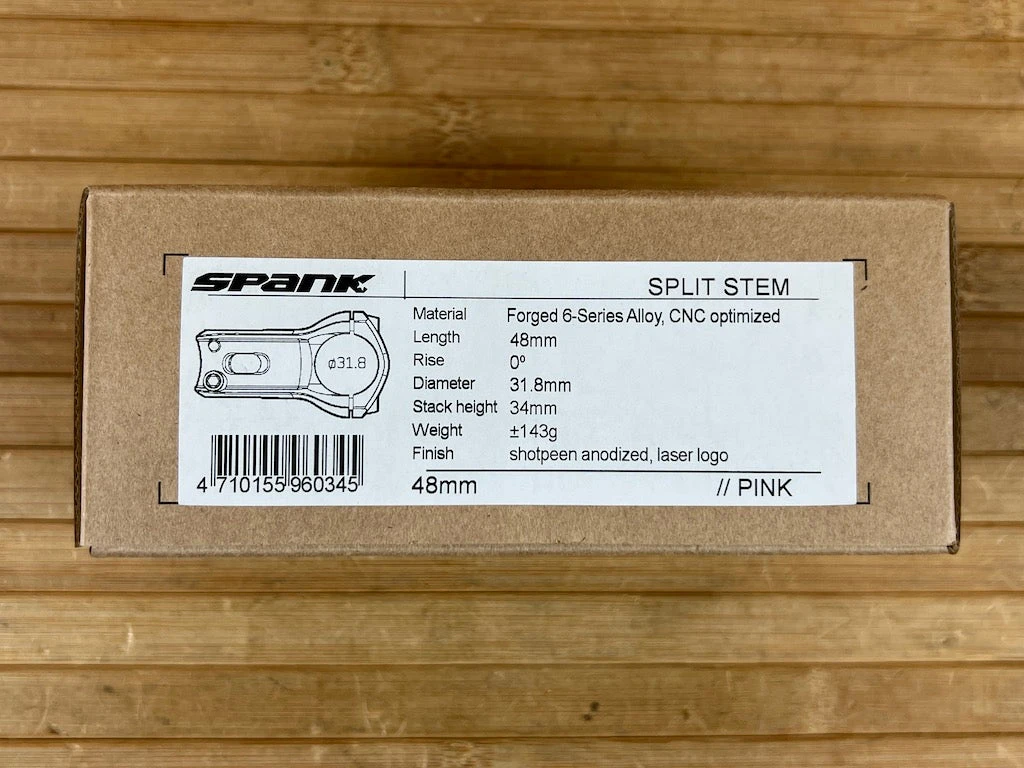 SPANK
SPLIT STEM
ø31.8
Material Forged 6-Series Alloy, CNC optimized
Length 48mm
Rise 0º
Diameter 31.8mm
Stack height 34mm
Weight ±143g
Finish shotpeen anodized, laser logo
4 710155 960345
48mm // PINK